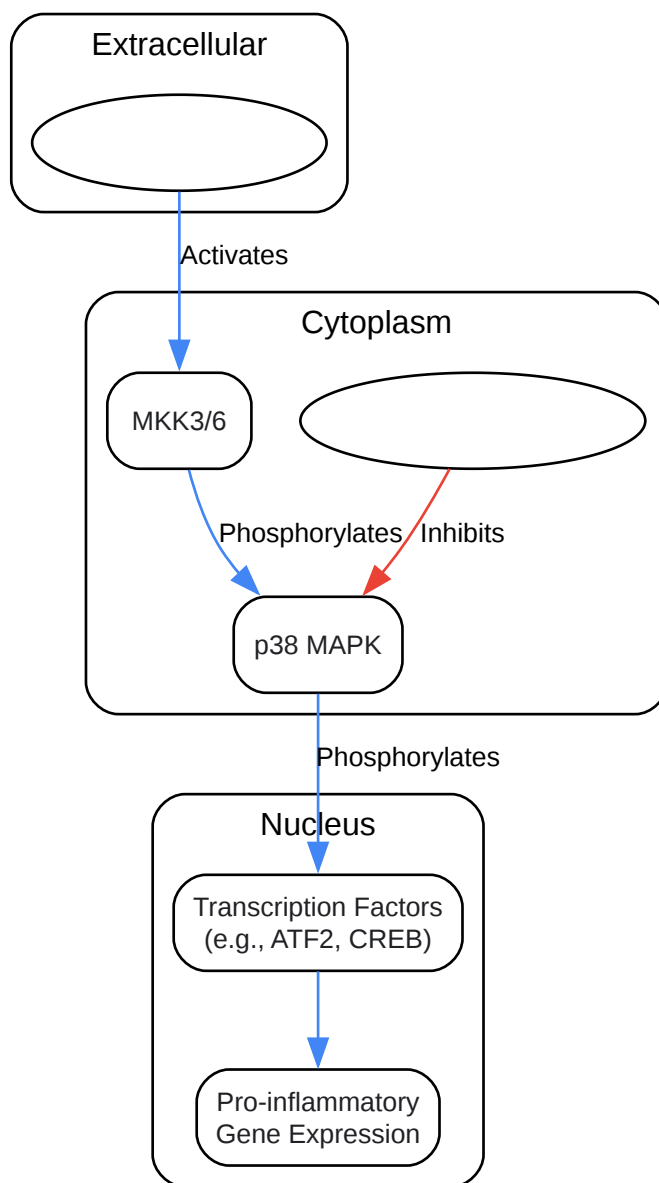 Extracellular
Activates
Cytoplasm
MKK3/6
Phosphorylates
Inhibits
p38 MAPK
Phosphorylates
Nucleus
Transcription Factors
(e.g., ATF2, CREB)
Pro-inflammatory
Gene Expression